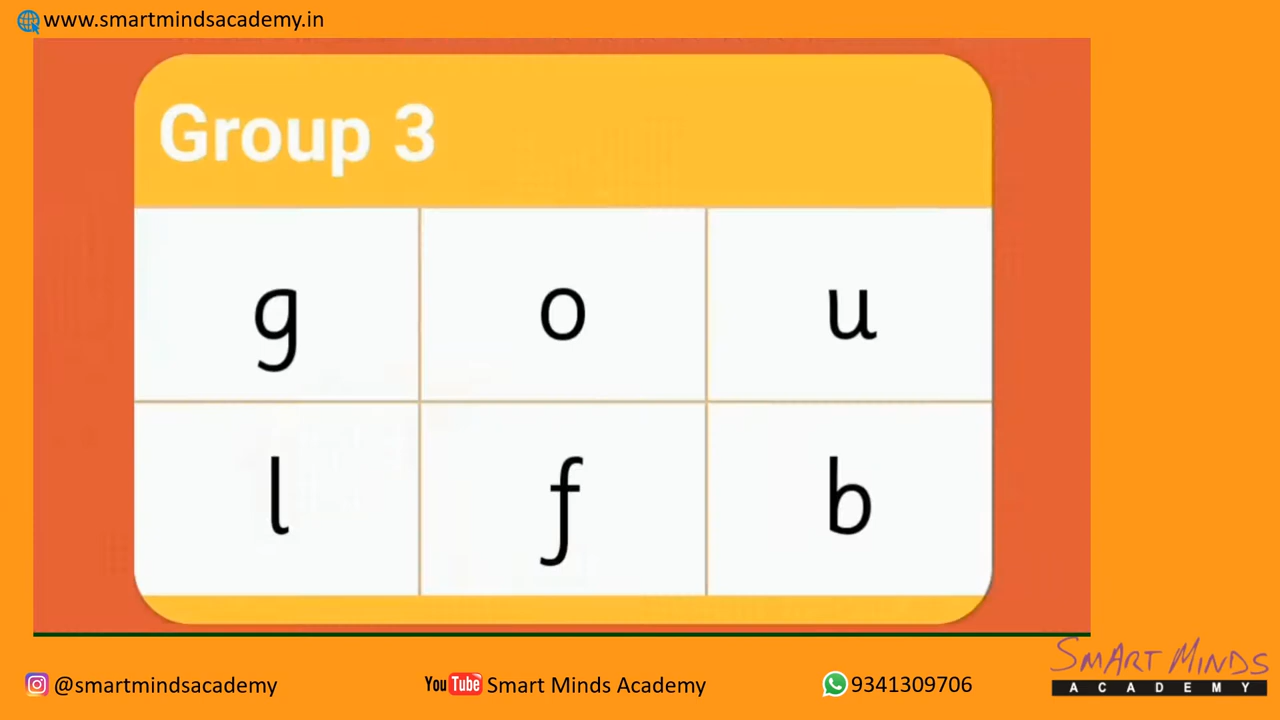 www.smartmindsacademy.in
Group 3
g o u
l f b
@smartmindsacademy YouTube Smart Minds Academy 9341309706
SMART MINDS
ACADEMY